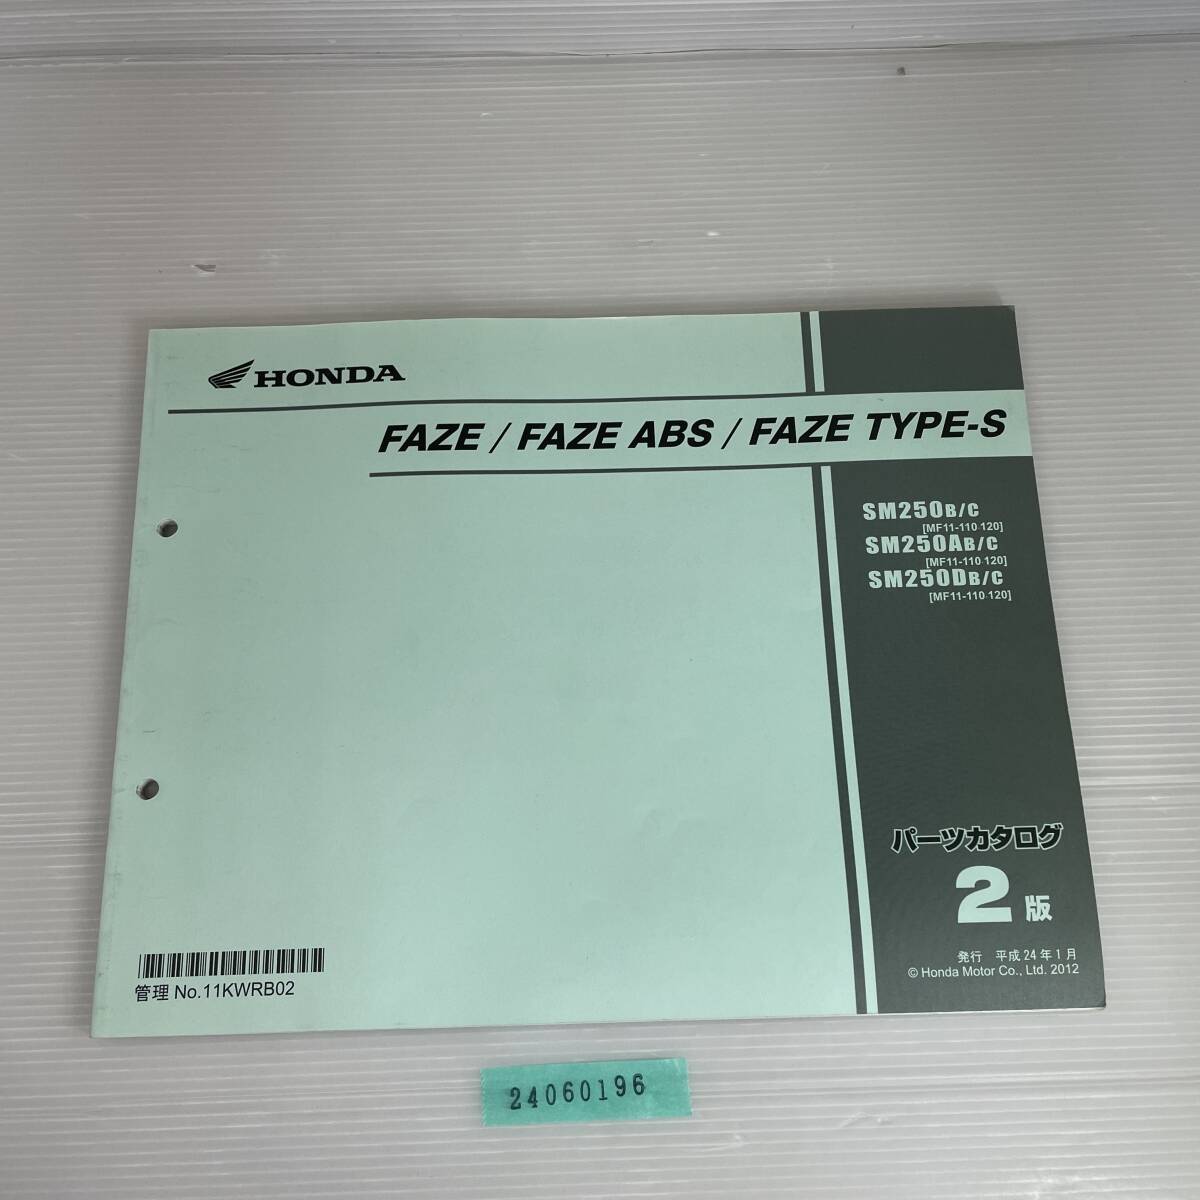 HONDA
FAZE / FAZE ABS / FAZE TYPE-S
SM250B/C
[MF11-110·120]
SM250AB/C
[MF11-110·120]
SM250DB/C
[MF11-110·120]
パーツカタログ
2版
発行 平成24年1月
© Honda Motor Co., Ltd. 2012
管理 No.11KWRB02
24060196